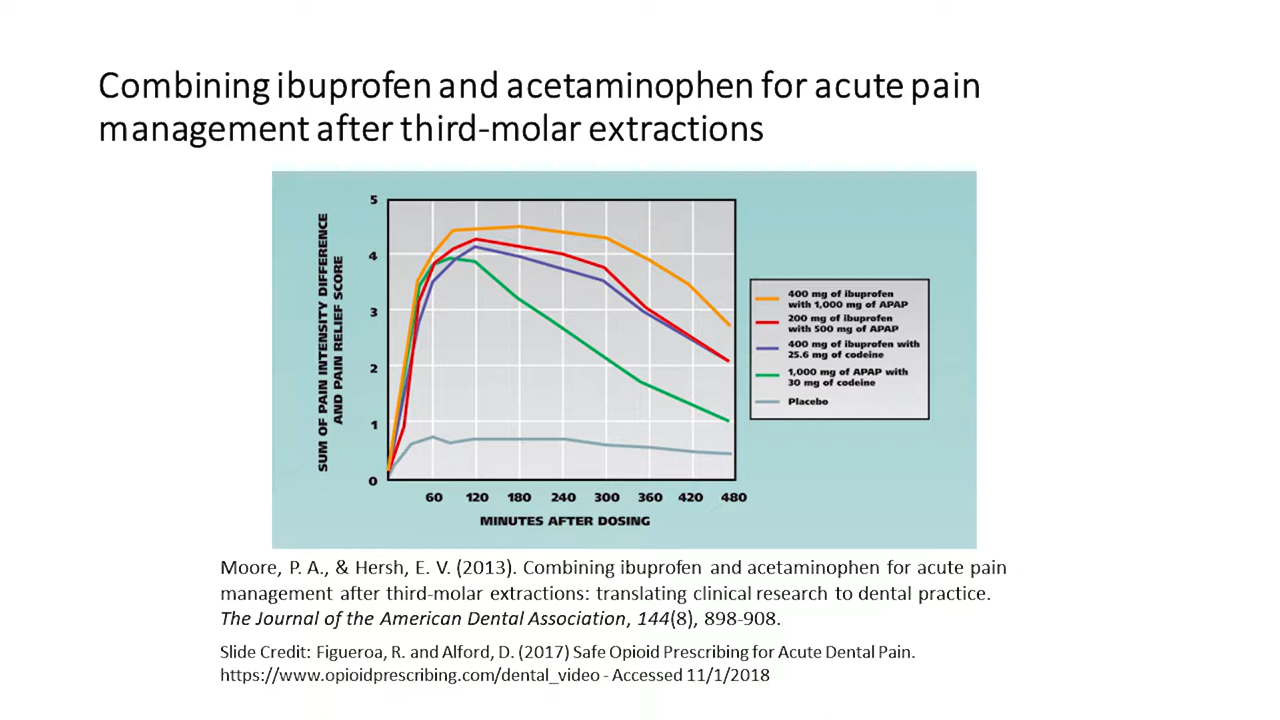 Combining ibuprofen and acetaminophen for acute pain
management after third-molar extractions
SUM OF PAIN INTENSITY DIFFERENCE
AND PAIN RELIEF SCORE
5
4
3
2
1
0
60 120 180 240 300 360 420 480
MINUTES AFTER DOSING
400 mg of ibuprofen
with 1,000 mg of APAP
200 mg of ibuprofen
with 500 mg of APAP
400 mg of ibuprofen with
25.6 mg of codeine
1,000 mg of APAP with
30 mg of codeine
Placebo
Moore, P. A., & Hersh, E. V. (2013). Combining ibuprofen and acetaminophen for acute pain
management after third-molar extractions: translating clinical research to dental practice.
The Journal of the American Dental Association, 144(8), 898-908.
Slide Credit: Figueroa, R. and Alford, D. (2017) Safe Opioid Prescribing for Acute Dental Pain.
https://www.opioidprescribing.com/dental_video - Accessed 11/1/2018